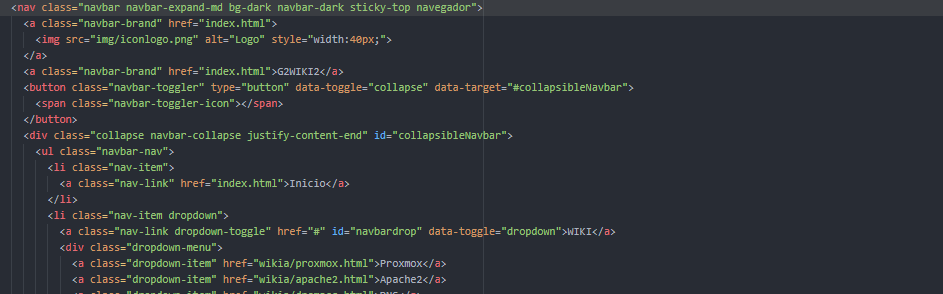 <nav class="navbar navbar-expand-md bg-dark navbar-dark sticky-top navegador">
<a class="navbar-brand" href="index.html">
<img src="img/iconlogo.png" alt="Logo" style="width:40px;">
</a>
<a class="navbar-brand" href="index.html">G2WIKI2</a>
<button class="navbar-toggler" type="button" data-toggle="collapse" data-target="#collapsibleNavbar">
<span class="navbar-toggler-icon"></span>
</button>
<div class="collapse navbar-collapse justify-content-end" id="collapsibleNavbar">
<ul class="navbar-nav">
<li class="nav-item">
<a class="nav-link" href="index.html">Inicio</a>
</li>
<li class="nav-item dropdown">
<a class="nav-link dropdown-toggle" href="#" id="navbardrop" data-toggle="dropdown">WIKI</a>
<div class="dropdown-menu">
<a class="dropdown-item" href="wikia/proxmox.html">Proxmox</a>
<a class="dropdown-item" href="wikia/apache2.html">Apache2</a>